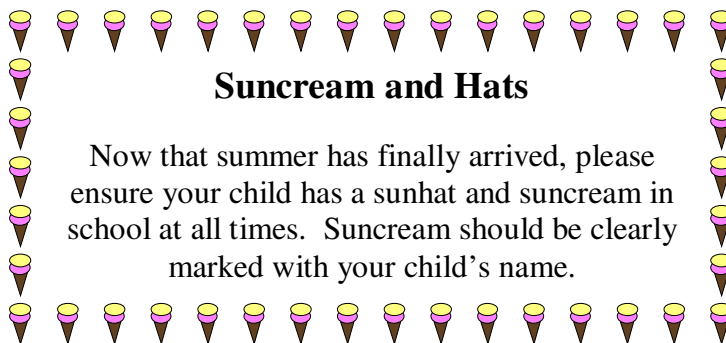 Suncream and Hats
Now that summer has finally arrived, please
ensure your child has a sunhat and suncream in
school at all times.  Suncream should be clearly
marked with your child’s name.